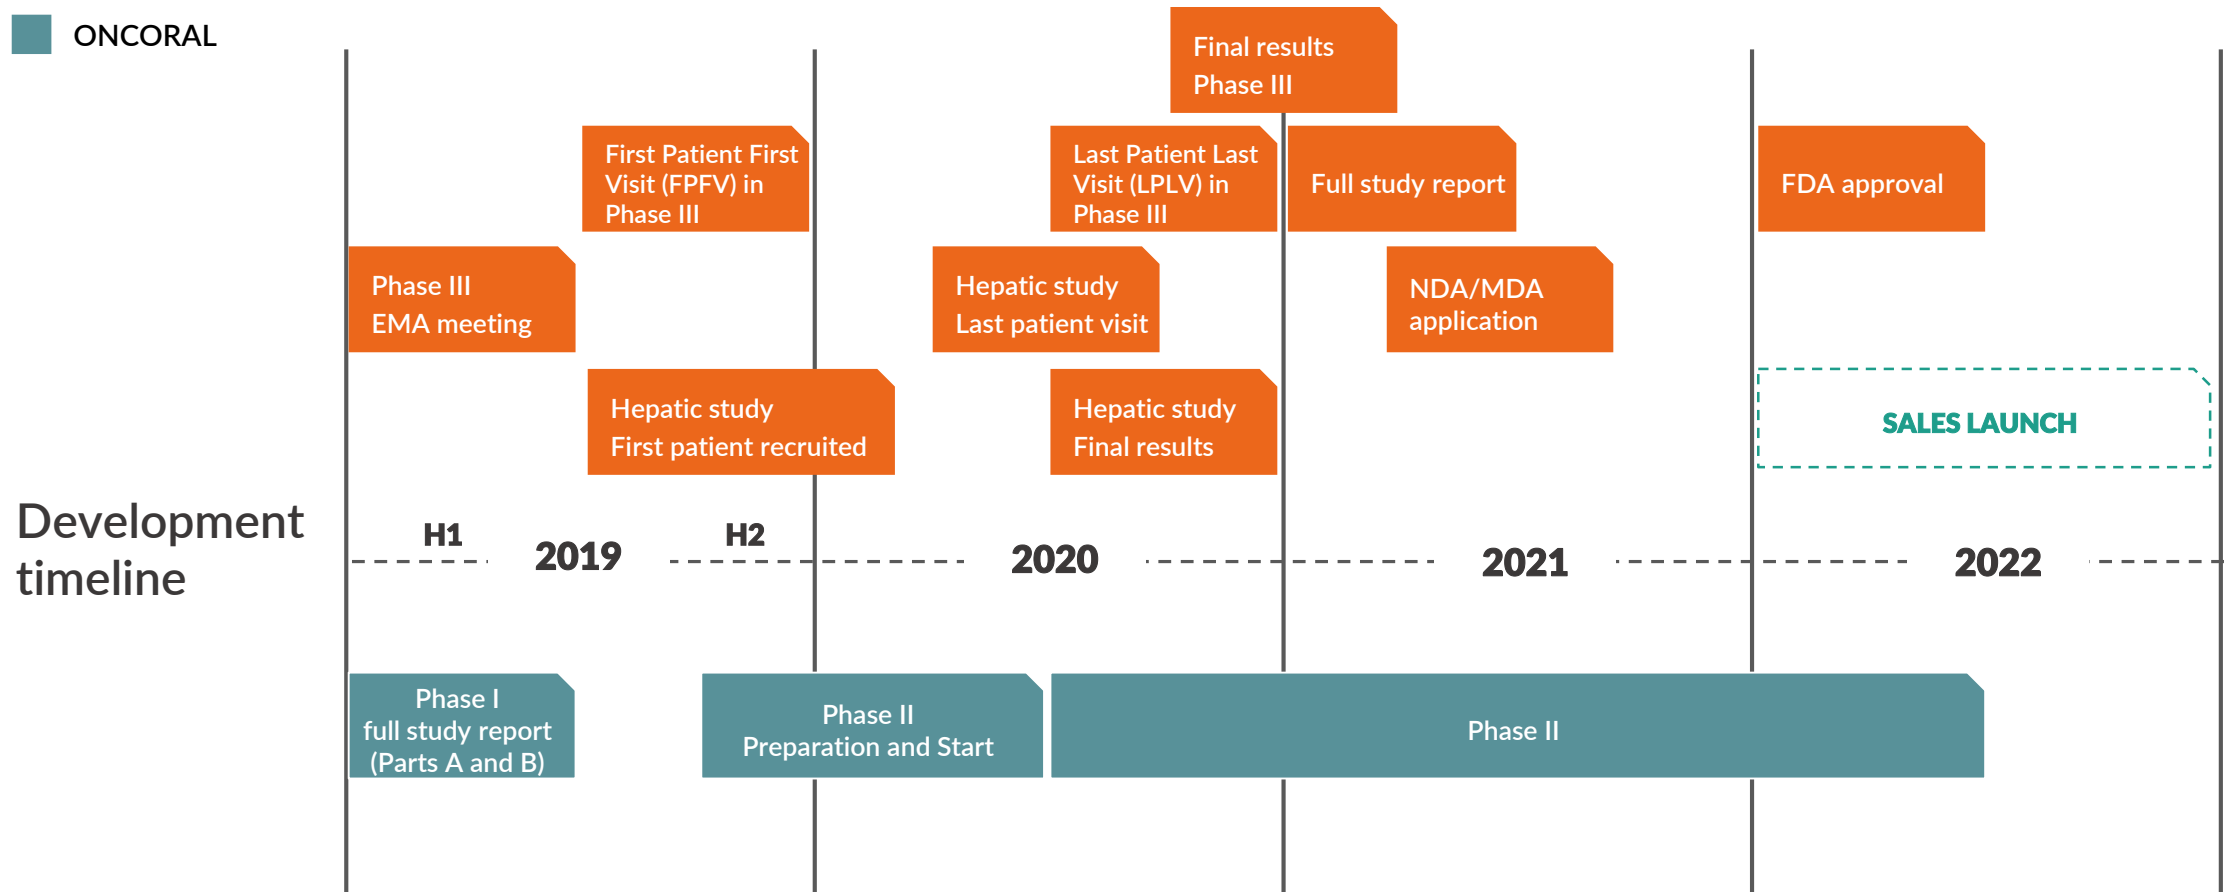 ONCORAL
Final results
Phase III
First Patient First
Visit (FPFV) in
Phase III
Last Patient Last
Visit (LPLV) in
Phase III
Full study report
FDA approval
Phase III
EMA meeting
Hepatic study
Last patient visit
NDA/MDA
application
Hepatic study
First patient recruited
Hepatic study
Final results
SALES LAUNCH
Development
timeline
H1
2019
H2
2020
2021
2022
Phase I
full study report
(Parts A and B)
Phase II
Preparation and Start
Phase II